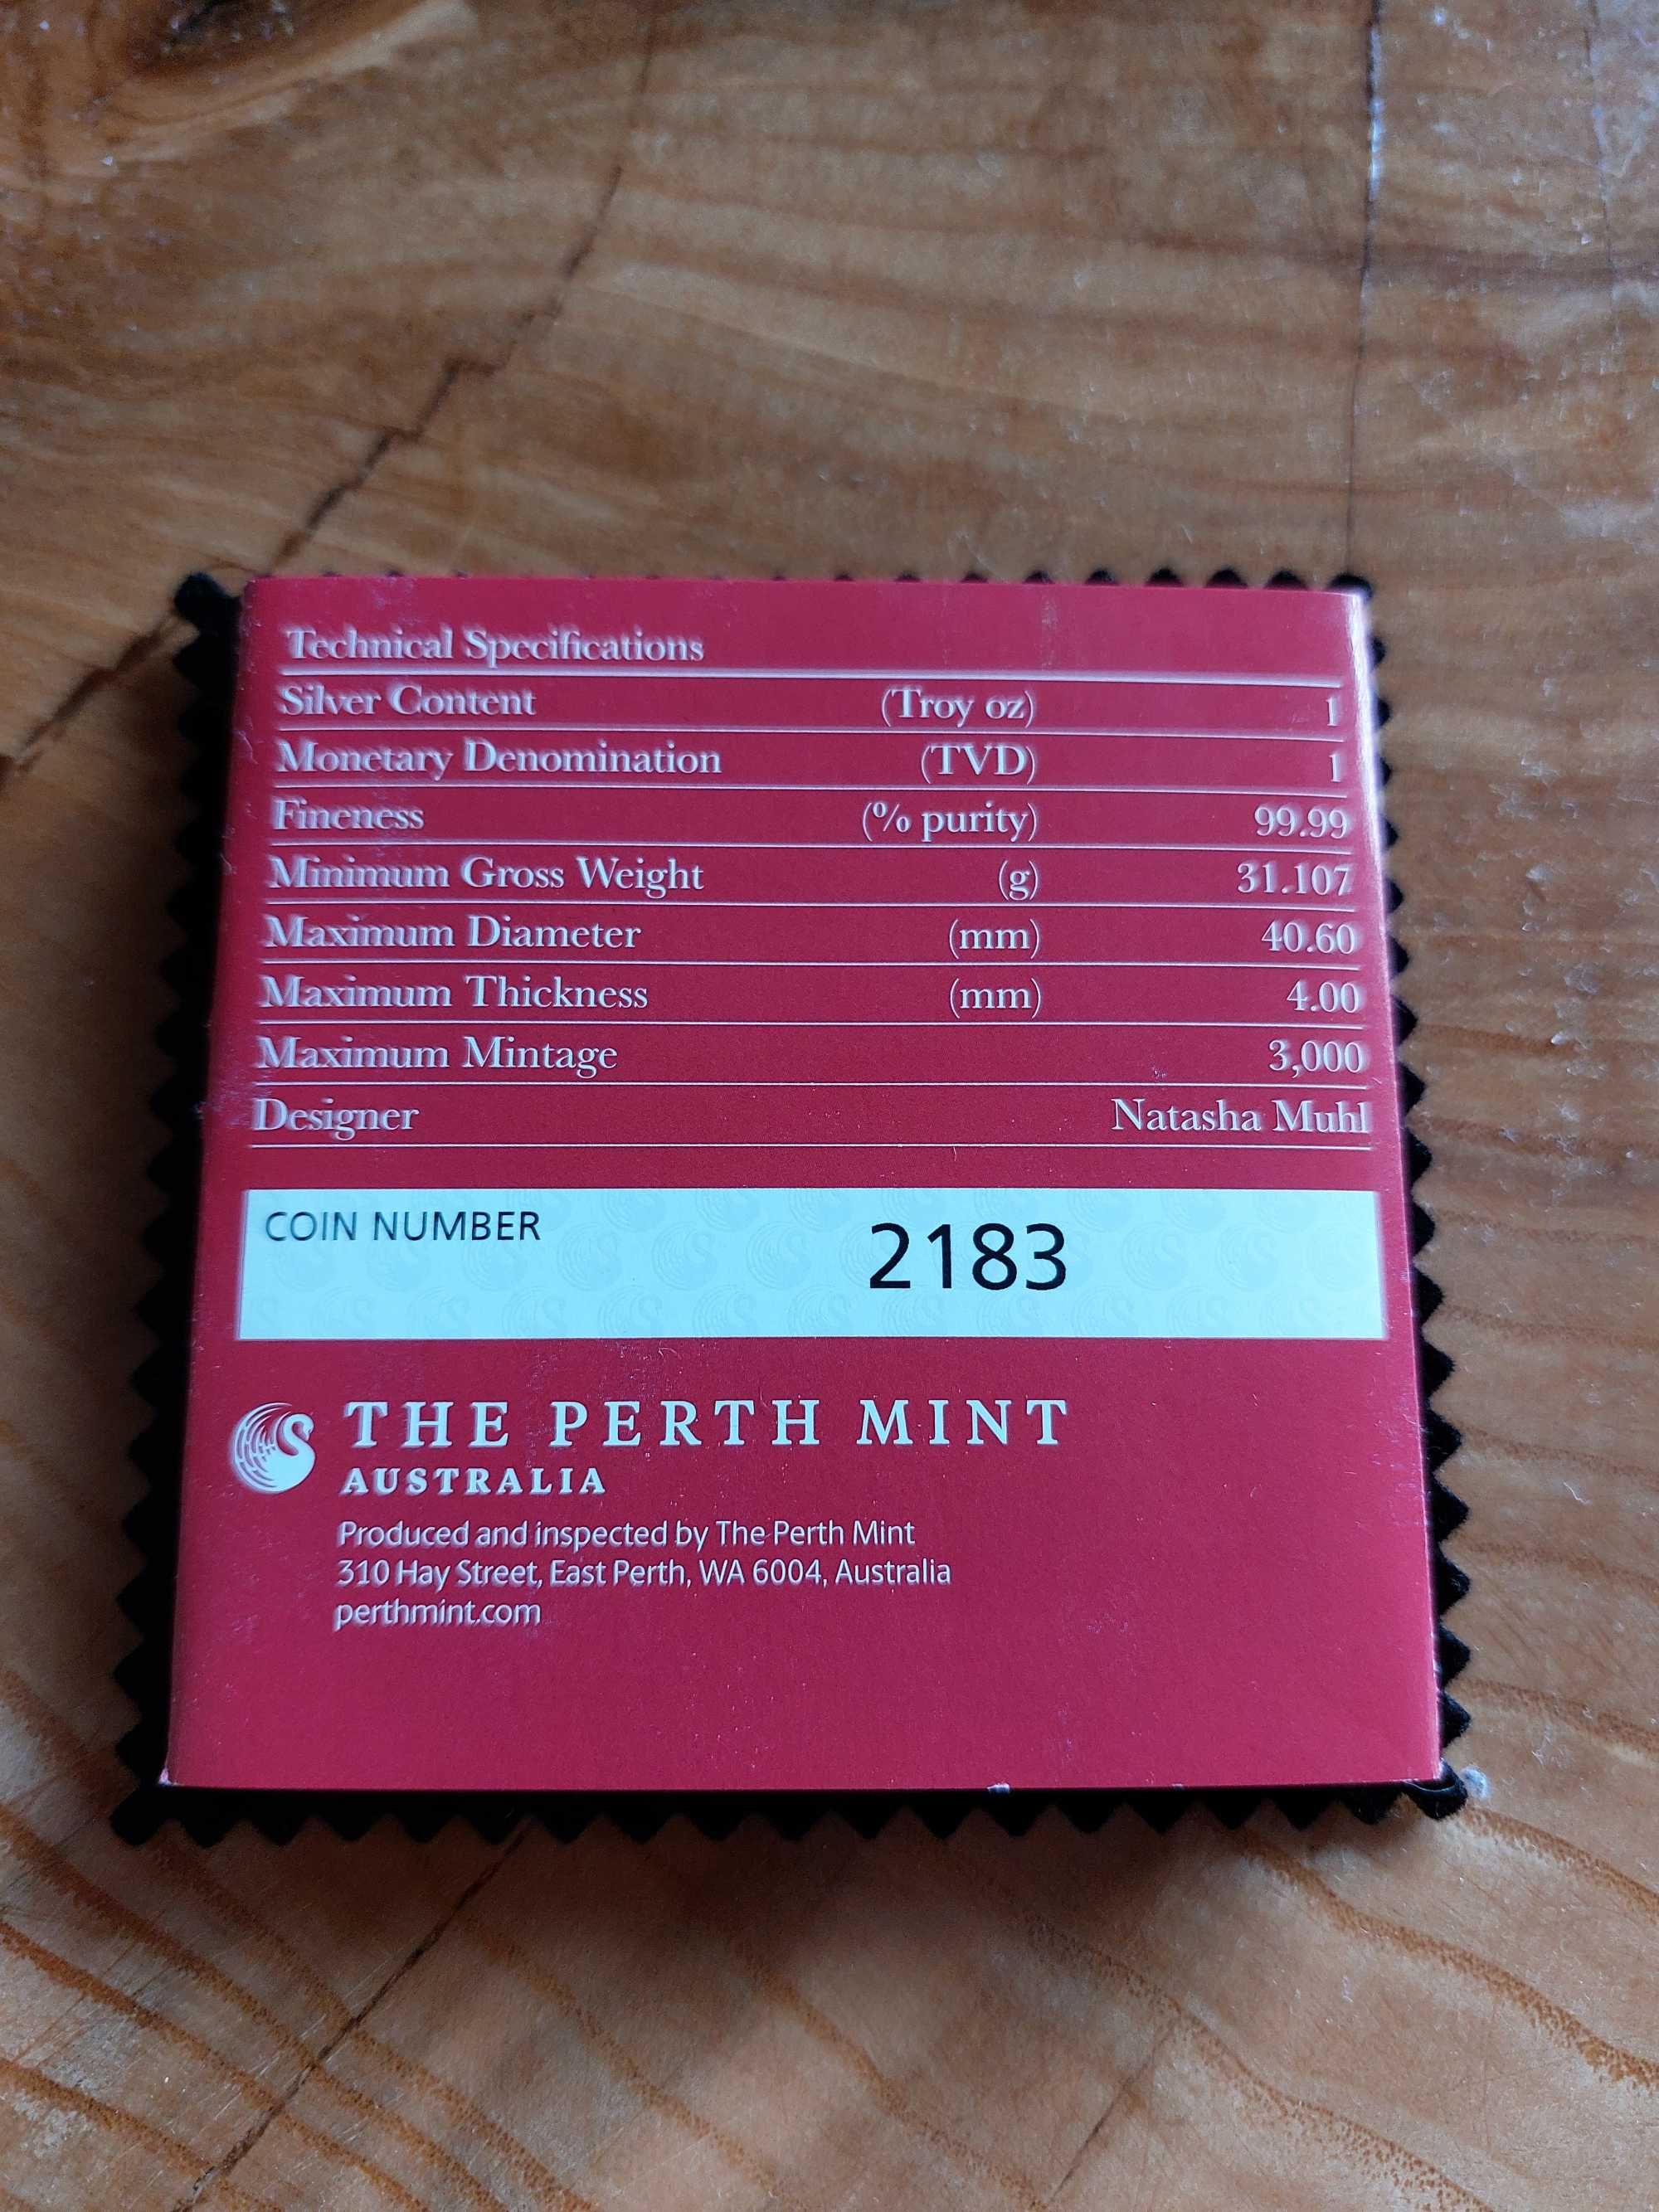 Technical Specifications
Silver Content (Troy oz) 1
Monetary Denomination (TVD) 1
Fineness (% purity) 99.99
Minimum Gross Weight (g) 31.107
Maximum Diameter (mm) 40.60
Maximum Thickness (mm) 4.00
Maximum Mintage 3,000
Designer Natasha Muhl
COIN NUMBER 2183
THE PERTH MINT
AUSTRALIA
Produced and inspected by The Perth Mint
310 Hay Street, East Perth, WA 6004, Australia
perthmint.com